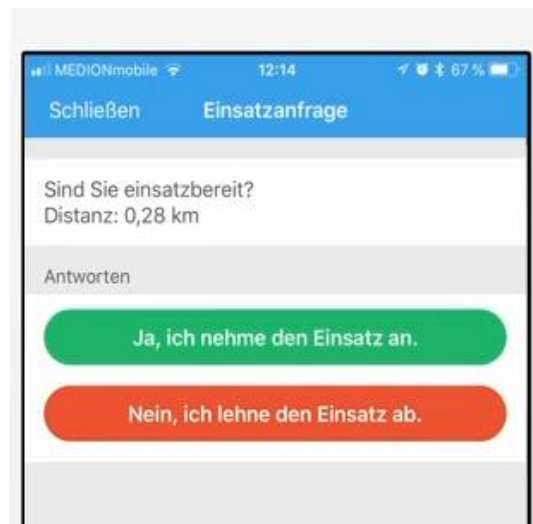 MEDIONmobile 12:14 67 %
Schließen Einsatzanfrage
Sind Sie einsatzbereit?
Distanz: 0,28 km
Antworten
Ja, ich nehme den Einsatz an.
Nein, ich lehne den Einsatz ab.